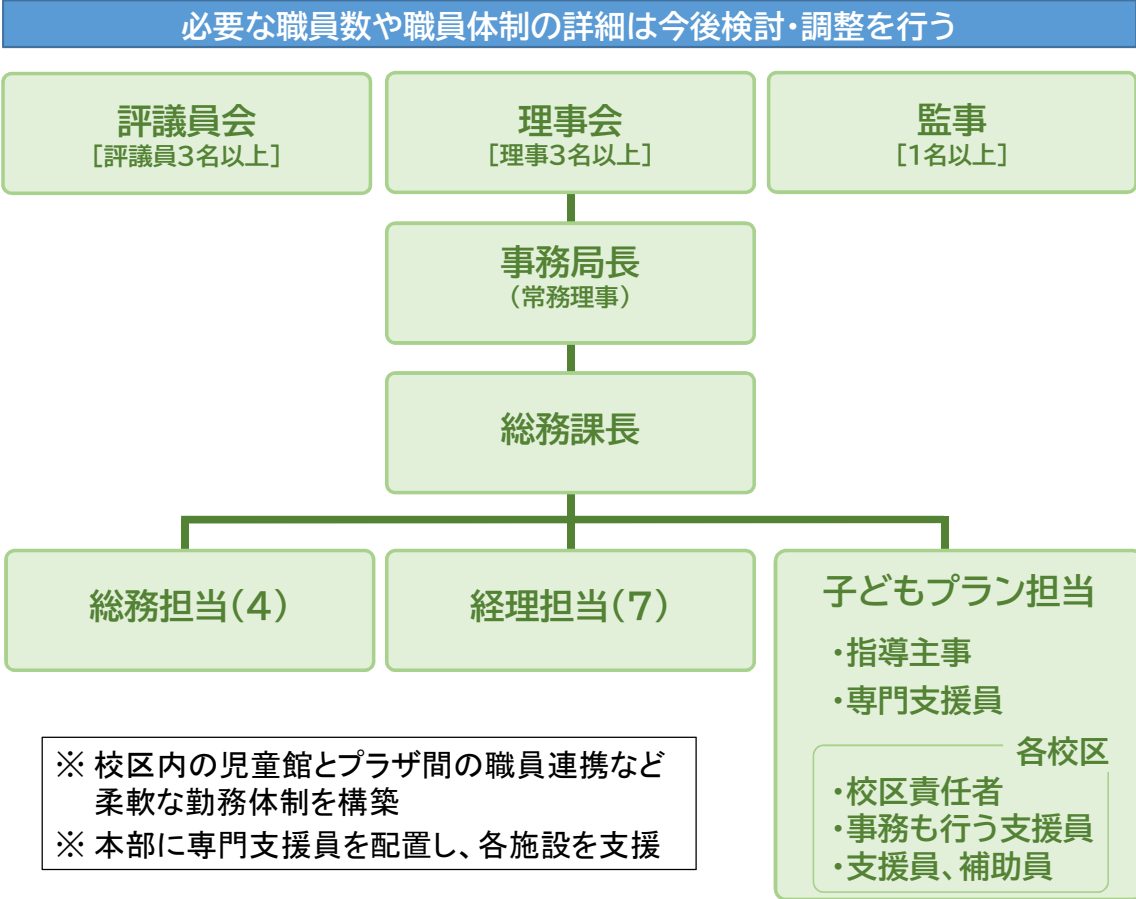 必要な職員数や職員体制の詳細は今後検討・調整を行う
評議員会
[評議員3名以上]
理事会
[理事3名以上]
監事
[1名以上]
事務局長
(常務理事)
総務課長
総務担当(4)
経理担当(7)
子どもプラン担当
・指導主事
・専門支援員
各校区
・校区責任者
・事務も行う支援員
・支援員、補助員
※ 校区内の児童館とプラザ間の職員連携など
柔軟な勤務体制を構築
※ 本部に専門支援員を配置し、各施設を支援